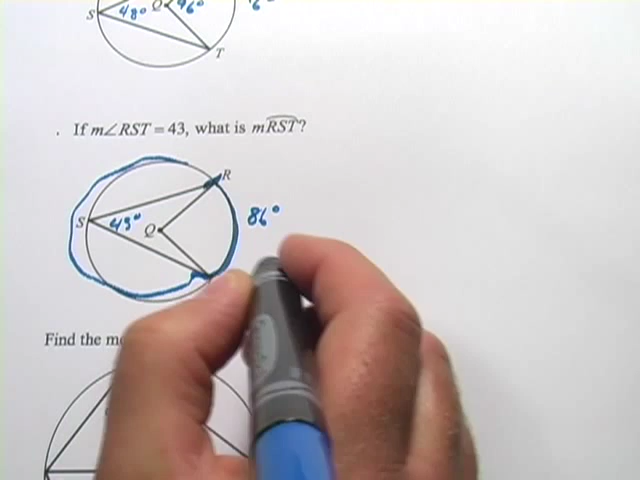 S 48° Q 96°
T
. If m∠RST = 43, what is mRST?
R
S 43° Q 86°
Find the